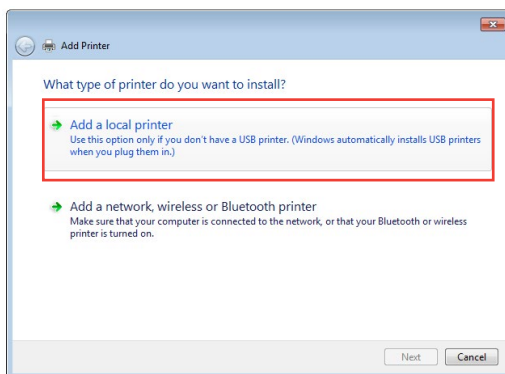 Add Printer
What type of printer do you want to install?
Add a local printer
Use this option only if you don't have a USB printer. (Windows automatically installs USB printers
when you plug them in.)
Add a network, wireless or Bluetooth printer
Make sure that your computer is connected to the network, or that your Bluetooth or wireless
printer is turned on.
Next
Cancel